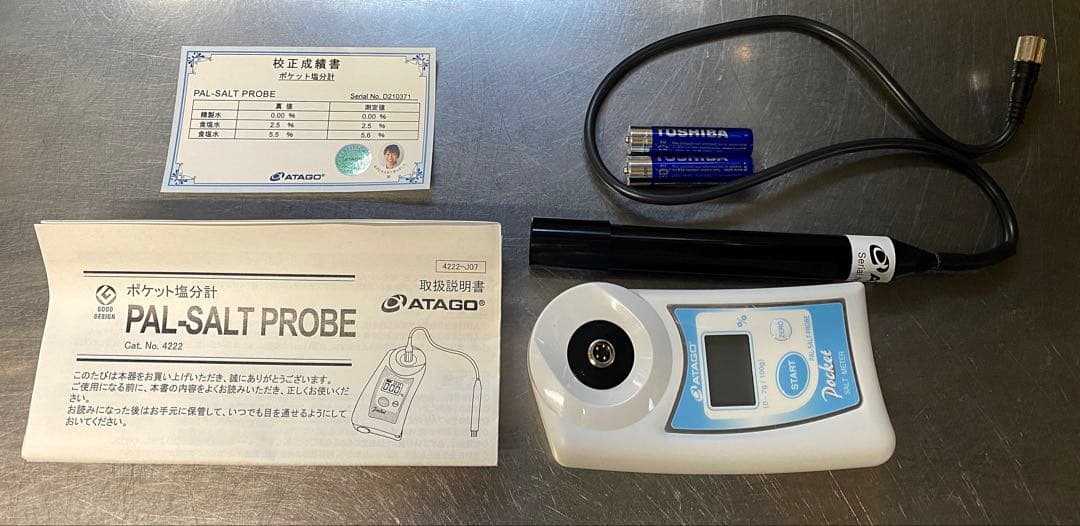 校正成績書
ポケット塩分計
PAL-SALT PROBE Serial No. D210371
真 値 測定値
精製水 0.00 % 0.00 %
食塩水 2.5 % 2.5 %
食塩水 5.5 % 5.6 %
ATAGO
ATAGO®
TOSHIBA
TOSHIBA
4222-J07
GOOD DESIGN
ポケット塩分計
取扱説明書
PAL-SALT PROBE
ATAGO®
Cat. No. 4222
このたびは本器をお買い上げいただき、誠にありがとうございます。
ご使用になる前に、本書の内容をよくお読みいただき、正しくお使いくだ
さい。
お読みになった後はお手元に保管して、いつでも目を通せるようにして
おいてください。
Serial
ATAGO®
%
ZERO
START
(0～7g/100g)
PAL-SALT-PROBE
Pocket
SALT METER